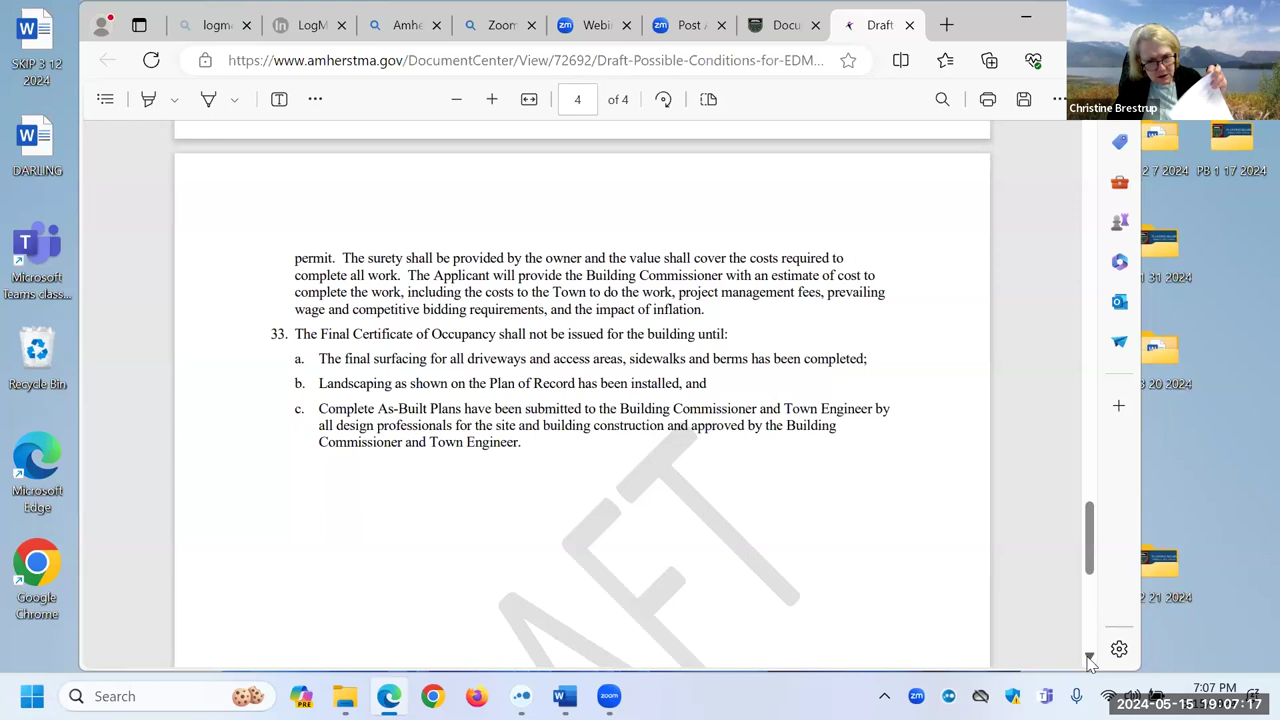 logm
LogM
Amhe
Zoom
Webi
Post
Docu
Draft
https://www.amherstma.gov/DocumentCenter/View/72692/Draft-Possible-Conditions-for-EDM...
4 of 4
Christine Brestrup
SKIP 3 12
2024
DARLING
Microsoft
Teams class...
Recycle Bin
Microsoft
Edge
Google
Chrome
2 7 2024
PB 1 17 2024
1 31 2024
3 20 2024
2 21 2024
permit. The surety shall be provided by the owner and the value shall cover the costs required to
complete all work. The Applicant will provide the Building Commissioner with an estimate of cost to
complete the work, including the costs to the Town to do the work, project management fees, prevailing
wage and competitive bidding requirements, and the impact of inflation.
33. The Final Certificate of Occupancy shall not be issued for the building until:
a. The final surfacing for all driveways and access areas, sidewalks and berms has been completed;
b. Landscaping as shown on the Plan of Record has been installed, and
c. Complete As-Built Plans have been submitted to the Building Commissioner and Town Engineer by
all design professionals for the site and building construction and approved by the Building
Commissioner and Town Engineer.
AFT
Search
PRE
zm
zoom
7:07 PM
2024-05-15 19:07:17